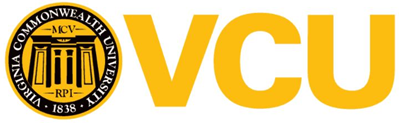 VIRGINIA COMMONWEALTH UNIVERSITY
MCV
RPI
• 1838 •
VCU